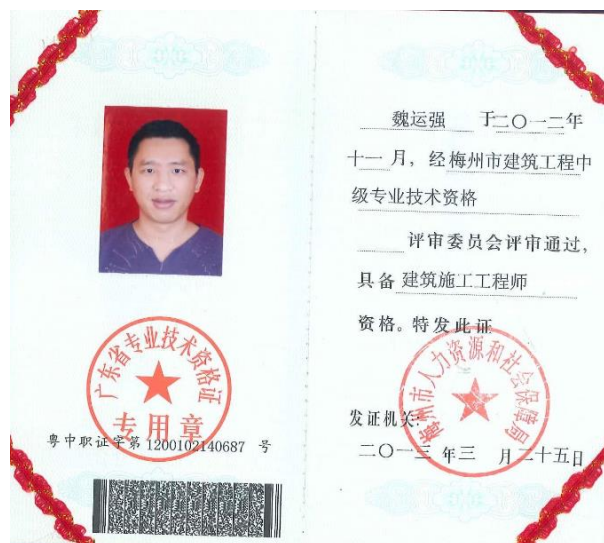 广东省专业技术资格证
专用章
粤中职证字第 1200102140687 号
魏运强 于二〇一二年
十一月，经梅州市建筑工程中
级专业技术资格
评审委员会评审通过，
具备 建筑施工工程师
资格。特发此证
梅州市人力资源和社会保障局
发证机关：
二〇一三 年三 月二十五日